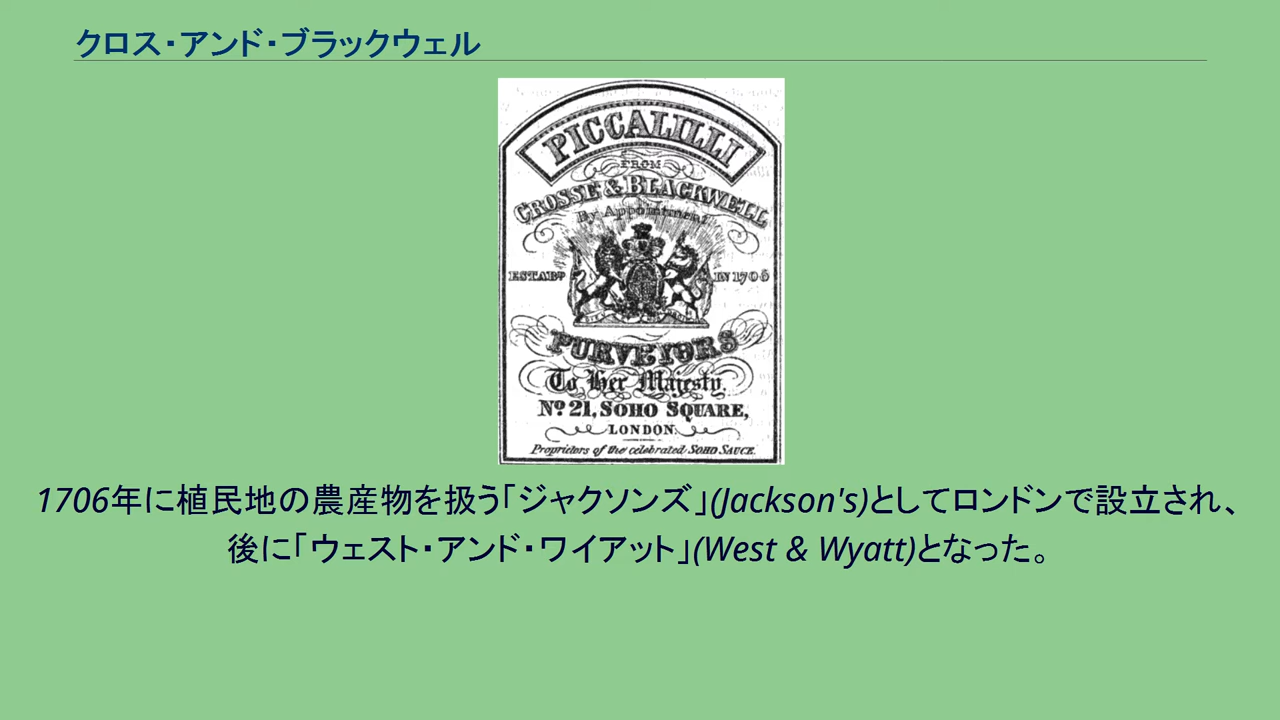 クロス・アンド・ブラックウェル
PICCALILLI
FROM
CROSSE & BLACKWELL
By Appointment
ESTABD IN 1706
PURVEYORS
To Her Majesty.
No 21, SOHO SQUARE,
LONDON.
Proprietors of the celebrated SOHO SAUCE.
1706年に植民地の農産物を扱う「ジャクソンズ」(Jackson's)としてロンドンで設立され、
後に「ウェスト・アンド・ワイアット」(West & Wyatt)となった。